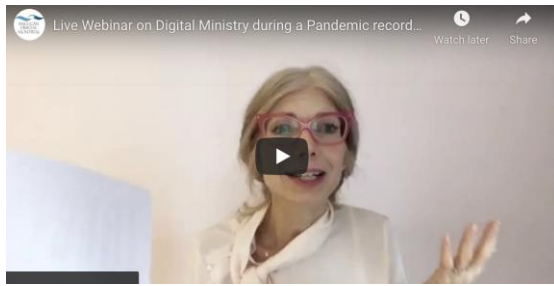 Live Webinar on Digital Ministry during a Pandemic record...
Watch later
Share